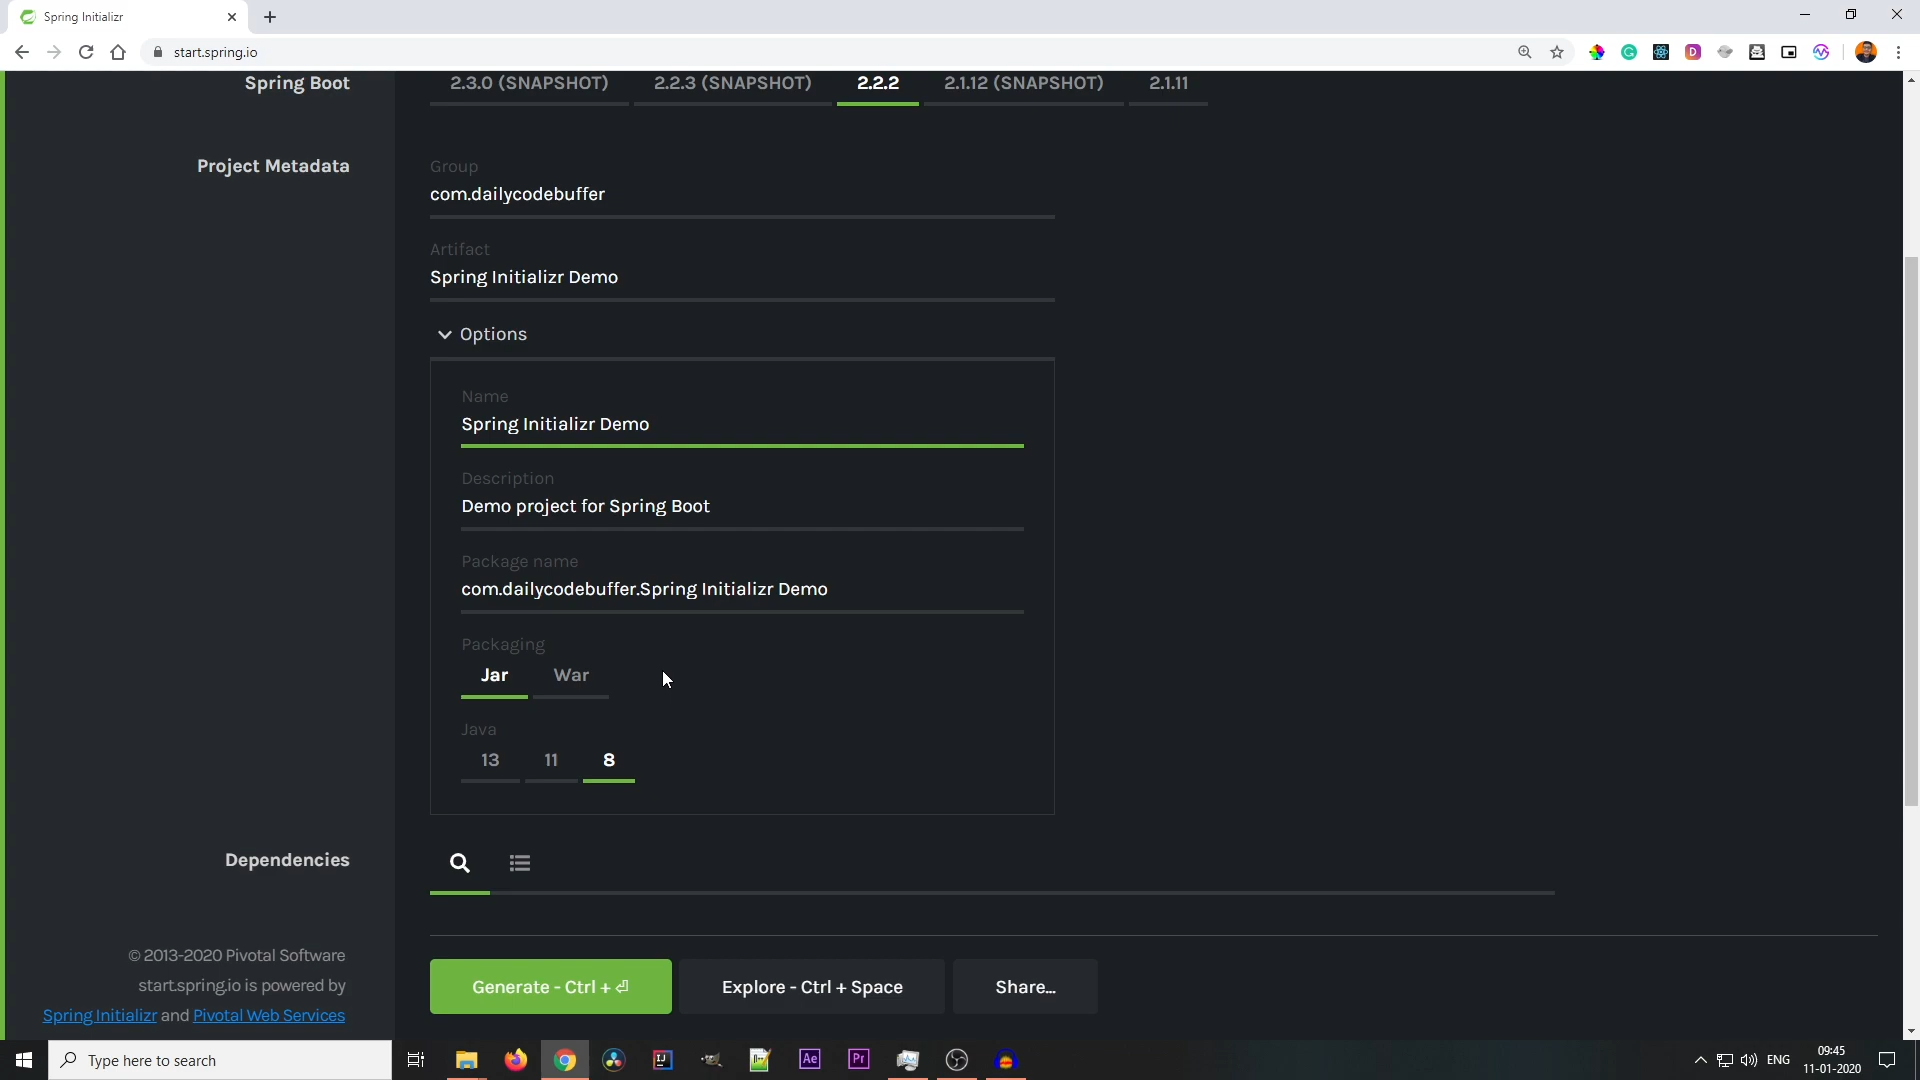 Spring Initializr
start.spring.io
Spring Boot
2.3.0 (SNAPSHOT) 2.2.3 (SNAPSHOT) 2.2.2 2.1.12 (SNAPSHOT) 2.1.11
Project Metadata
Group
com.dailycodebuffer
Artifact
Spring Initializr Demo
Options
Name
Spring Initializr Demo
Description
Demo project for Spring Boot
Package name
com.dailycodebuffer.Spring Initializr Demo
Packaging
Jar War
Java
13 11 8
Dependencies
© 2013-2020 Pivotal Software
start.spring.io is powered by
Spring Initializr and Pivotal Web Services
Generate - Ctrl + ⏎ Explore - Ctrl + Space Share...
Type here to search
Ae
Pr
ENG
09:45
11-01-2020